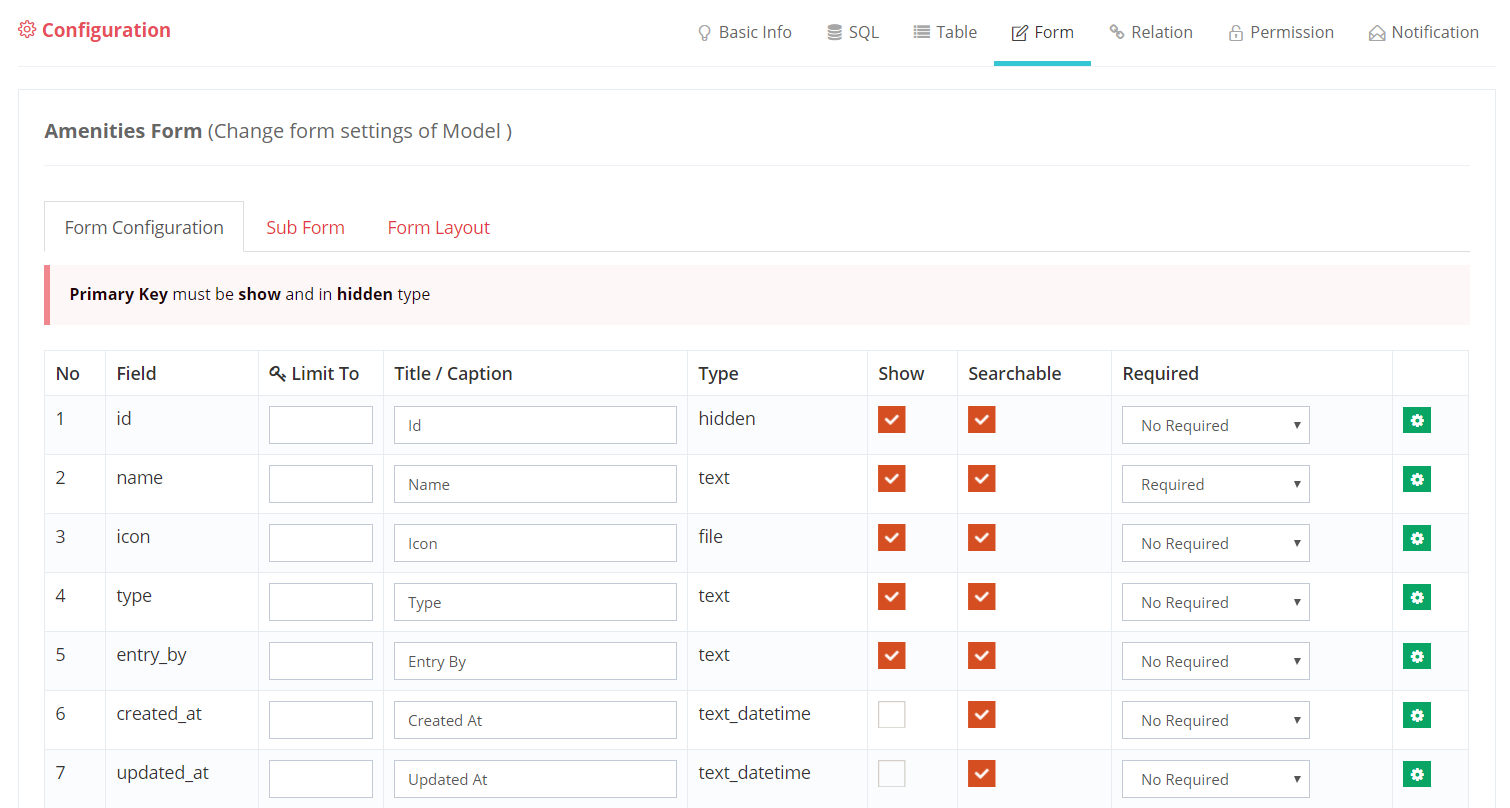 Configuration
Basic Info SQL Table Form Relation Permission Notification
Amenities Form (Change form settings of Model )
Form Configuration Sub Form Form Layout
Primary Key must be show and in hidden type
No Field Limit To Title / Caption Type Show Searchable Required
1 id Id hidden No Required
2 name Name text Required
3 icon Icon file No Required
4 type Type text No Required
5 entry_by Entry By text No Required
6 created_at Created At text_datetime No Required
7 updated_at Updated At text_datetime No Required